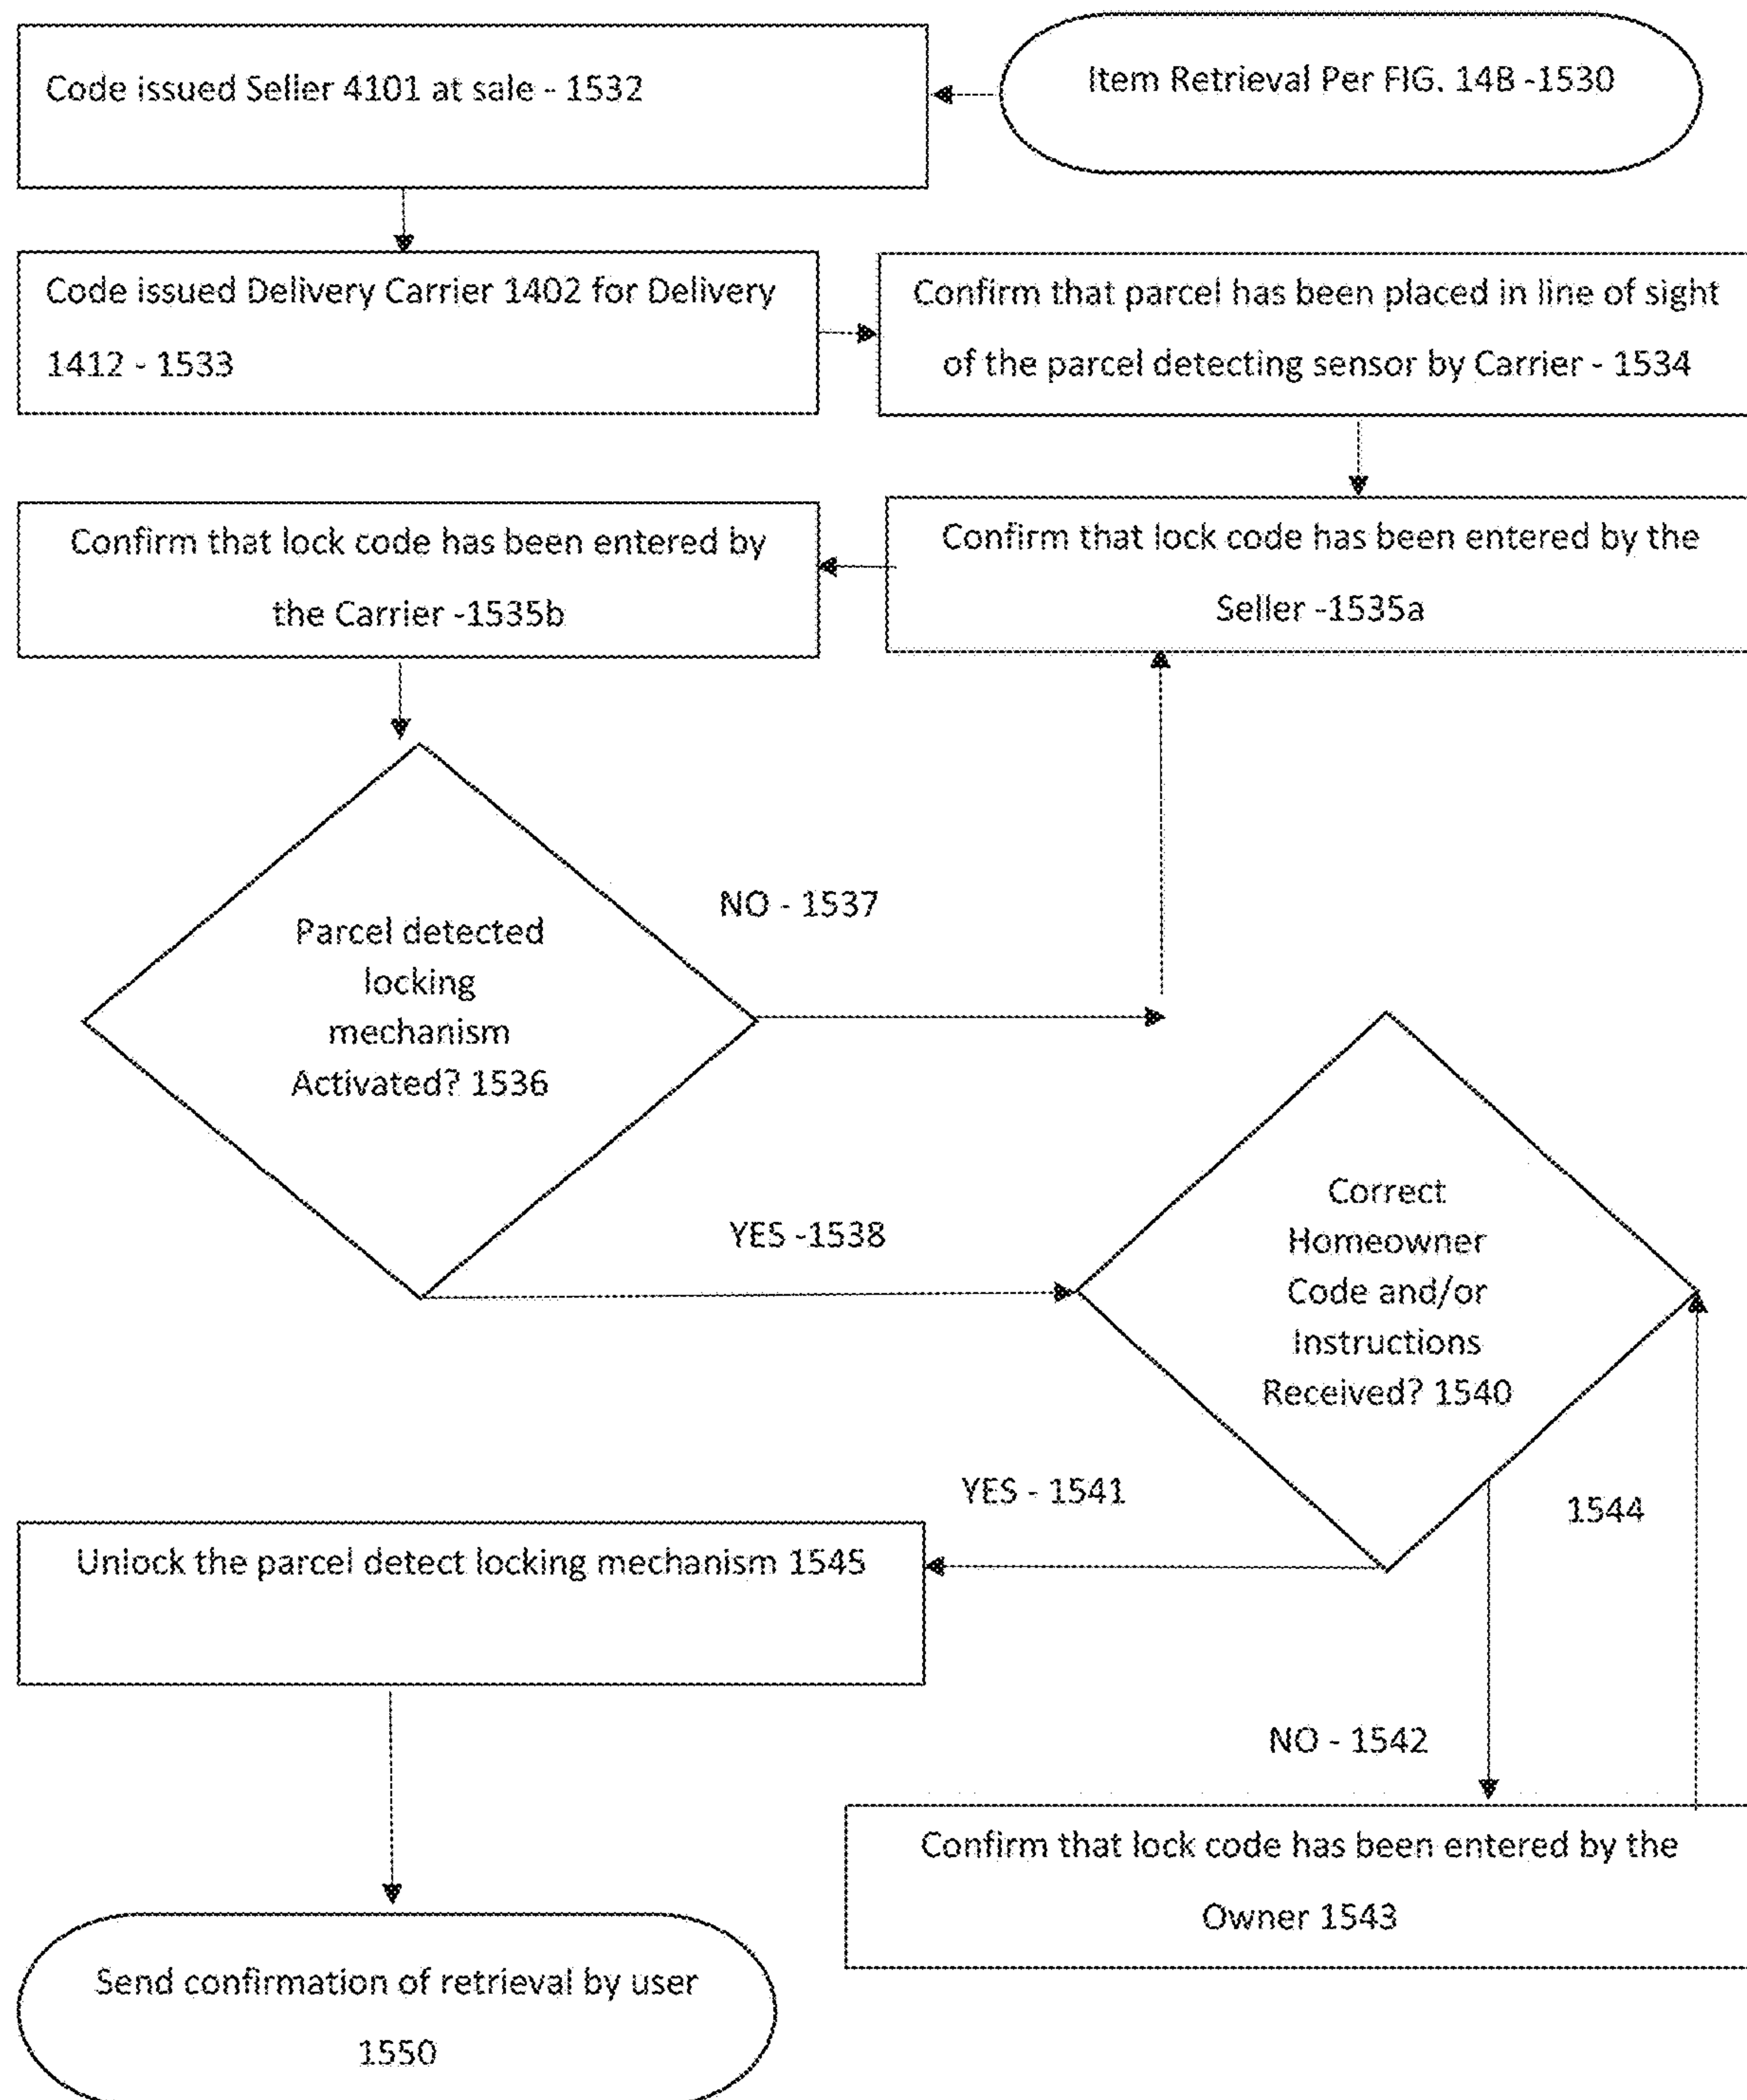 Item Retrieval Per FIG. 14B -1530
Code issued Seller 4101 at sale - 1532
Code issued Delivery Carrier 1402 for Delivery
1412 - 1533
Confirm that parcel has been placed in line of sight
of the parcel detecting sensor by Carrier - 1534
Confirm that lock code has been entered by the
Seller -1535a
Confirm that lock code has been entered by
the Carrier -1535b
Parcel detected
locking
mechanism
Activated? 1536
NO - 1537
YES -1538
Correct
Homeowner
Code and/or
Instructions
Received? 1540
YES - 1541
1544
Unlock the parcel detect locking mechanism 1545
NO - 1542
Confirm that lock code has been entered by the
Owner 1543
Send confirmation of retrieval by user
1550